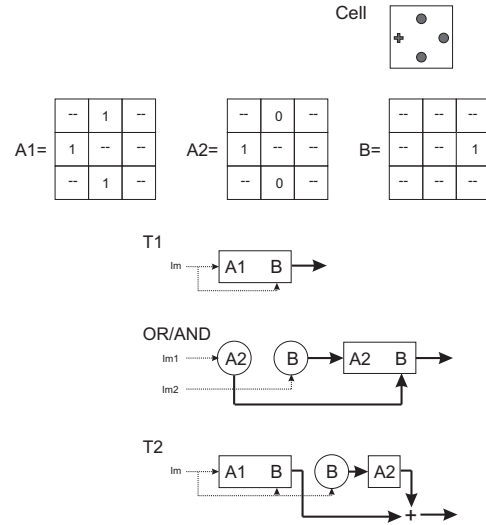 Cell
-- 1 -- -- 0 -- -- -- --
A1= 1 -- -- A2= 1 -- -- B= -- -- 1
-- 1 -- -- 0 -- -- -- --
T1
Im A1 B
OR/AND
Im1 A2 B A2 B
Im2
T2
Im A1 B B A2
+